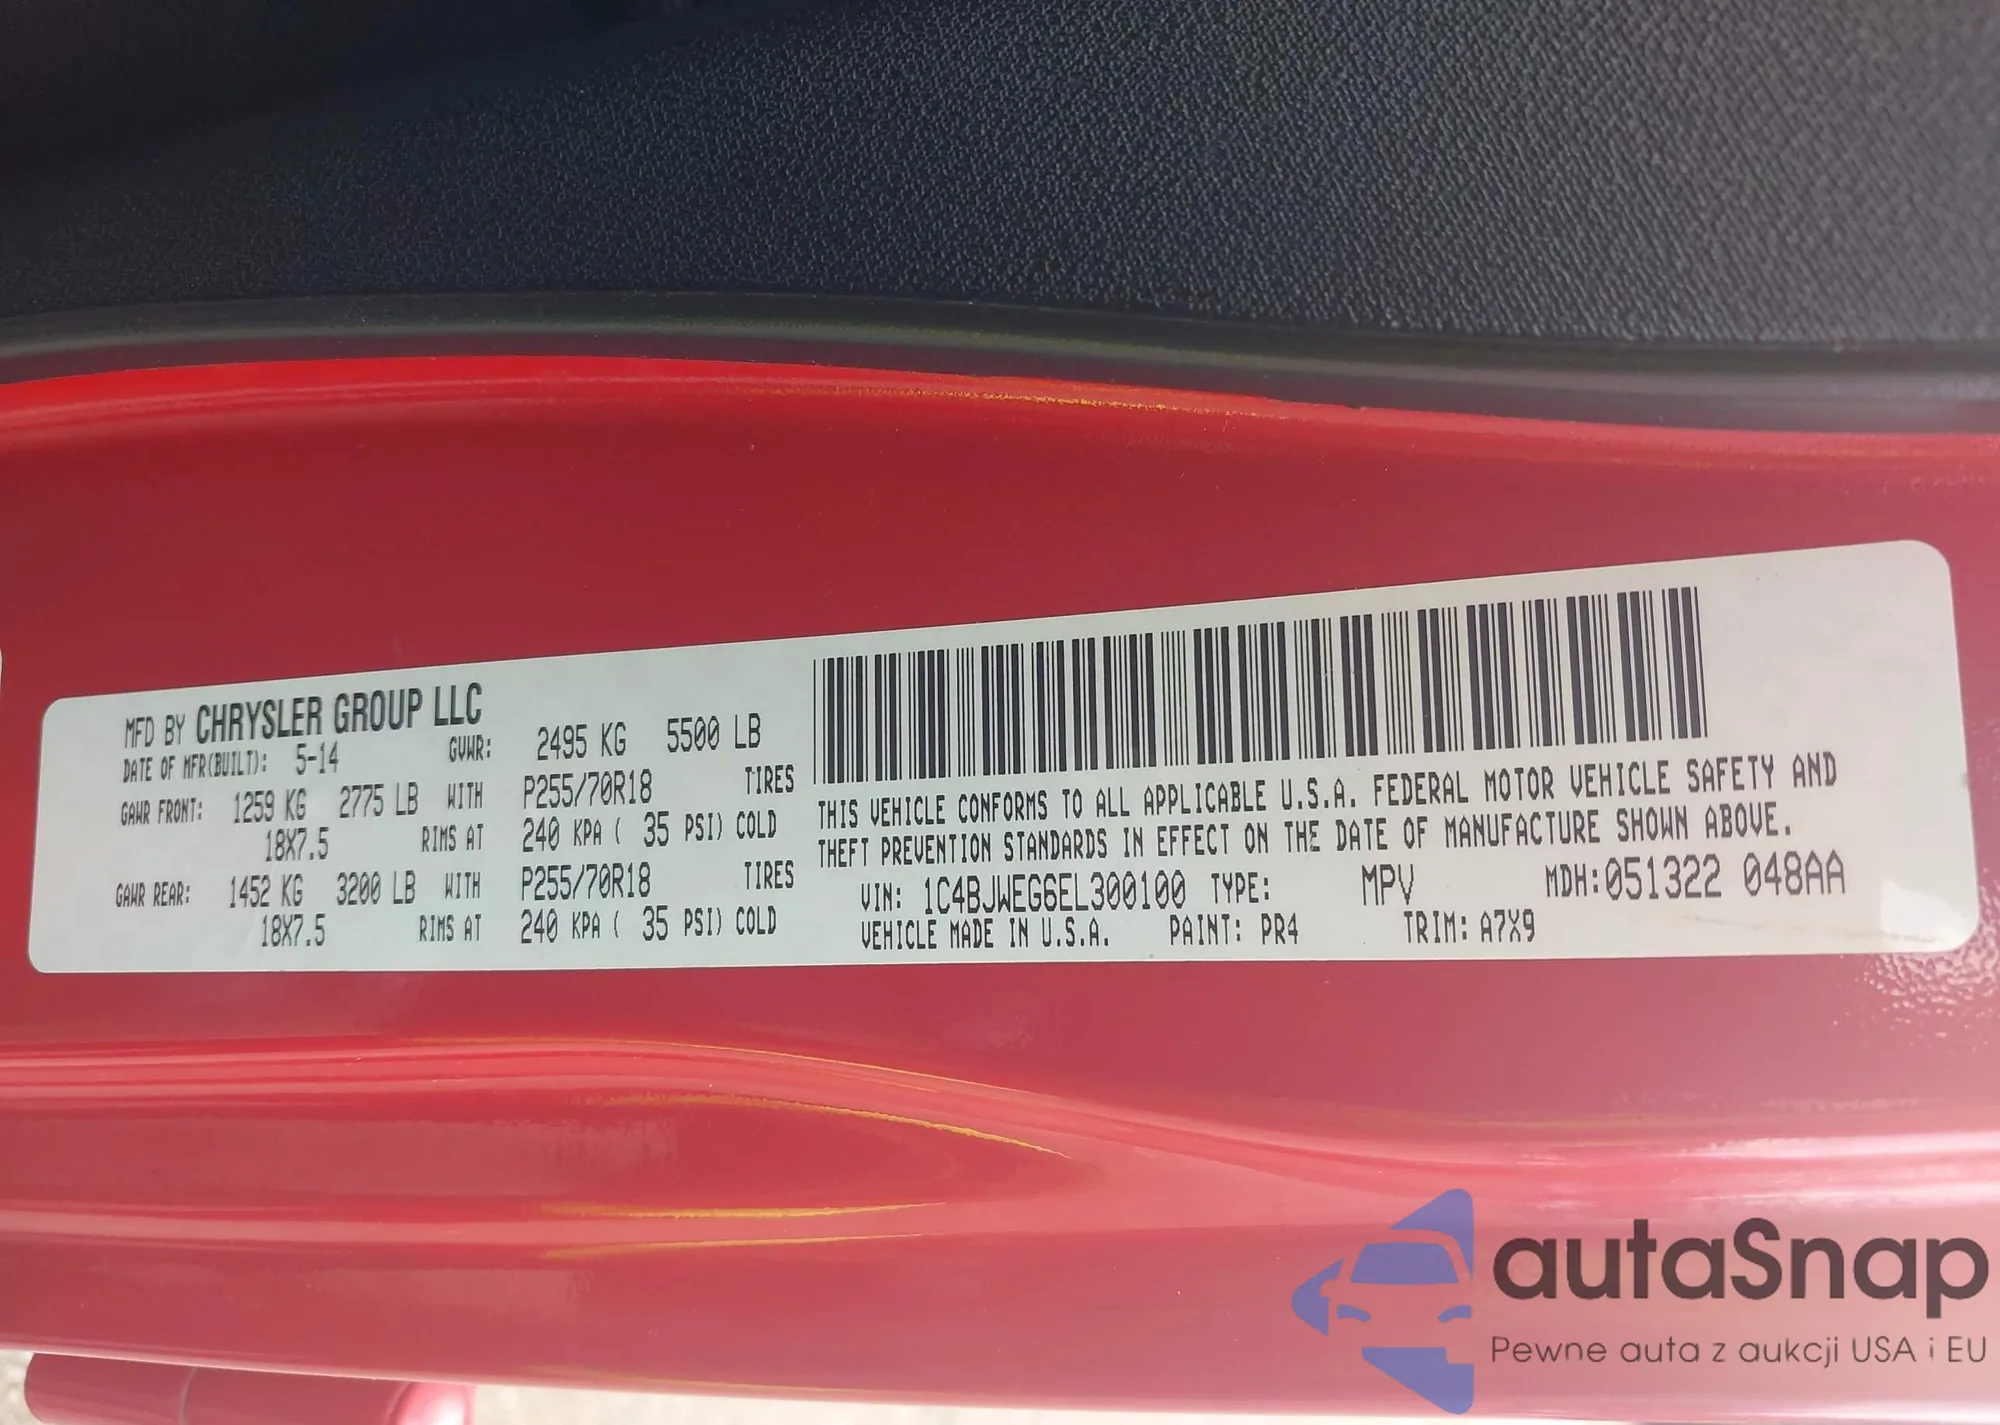 MFD BY CHRYSLER GROUP LLC
DATE OF MFR(BUILT): 5-14 GVWR: 2495 KG 5500 LB
GAWR FRONT: 1259 KG 2775 LB WITH P255/70R18 TIRES
18X7.5 RIMS AT 240 KPA ( 35 PSI) COLD
GAWR REAR: 1452 KG 3200 LB WITH P255/70R18 TIRES
18X7.5 RIMS AT 240 KPA ( 35 PSI) COLD
THIS VEHICLE CONFORMS TO ALL APPLICABLE U.S.A. FEDERAL MOTOR VEHICLE SAFETY AND
THEFT PREVENTION STANDARDS IN EFFECT ON THE DATE OF MANUFACTURE SHOWN ABOVE.
VIN: 1C4BJWEG6EL300100 TYPE: MPV MDH:051322 048AA
VEHICLE MADE IN U.S.A. PAINT: PR4 TRIM: A7X9
autaSnap
Pewne auta z aukcji USA i EU